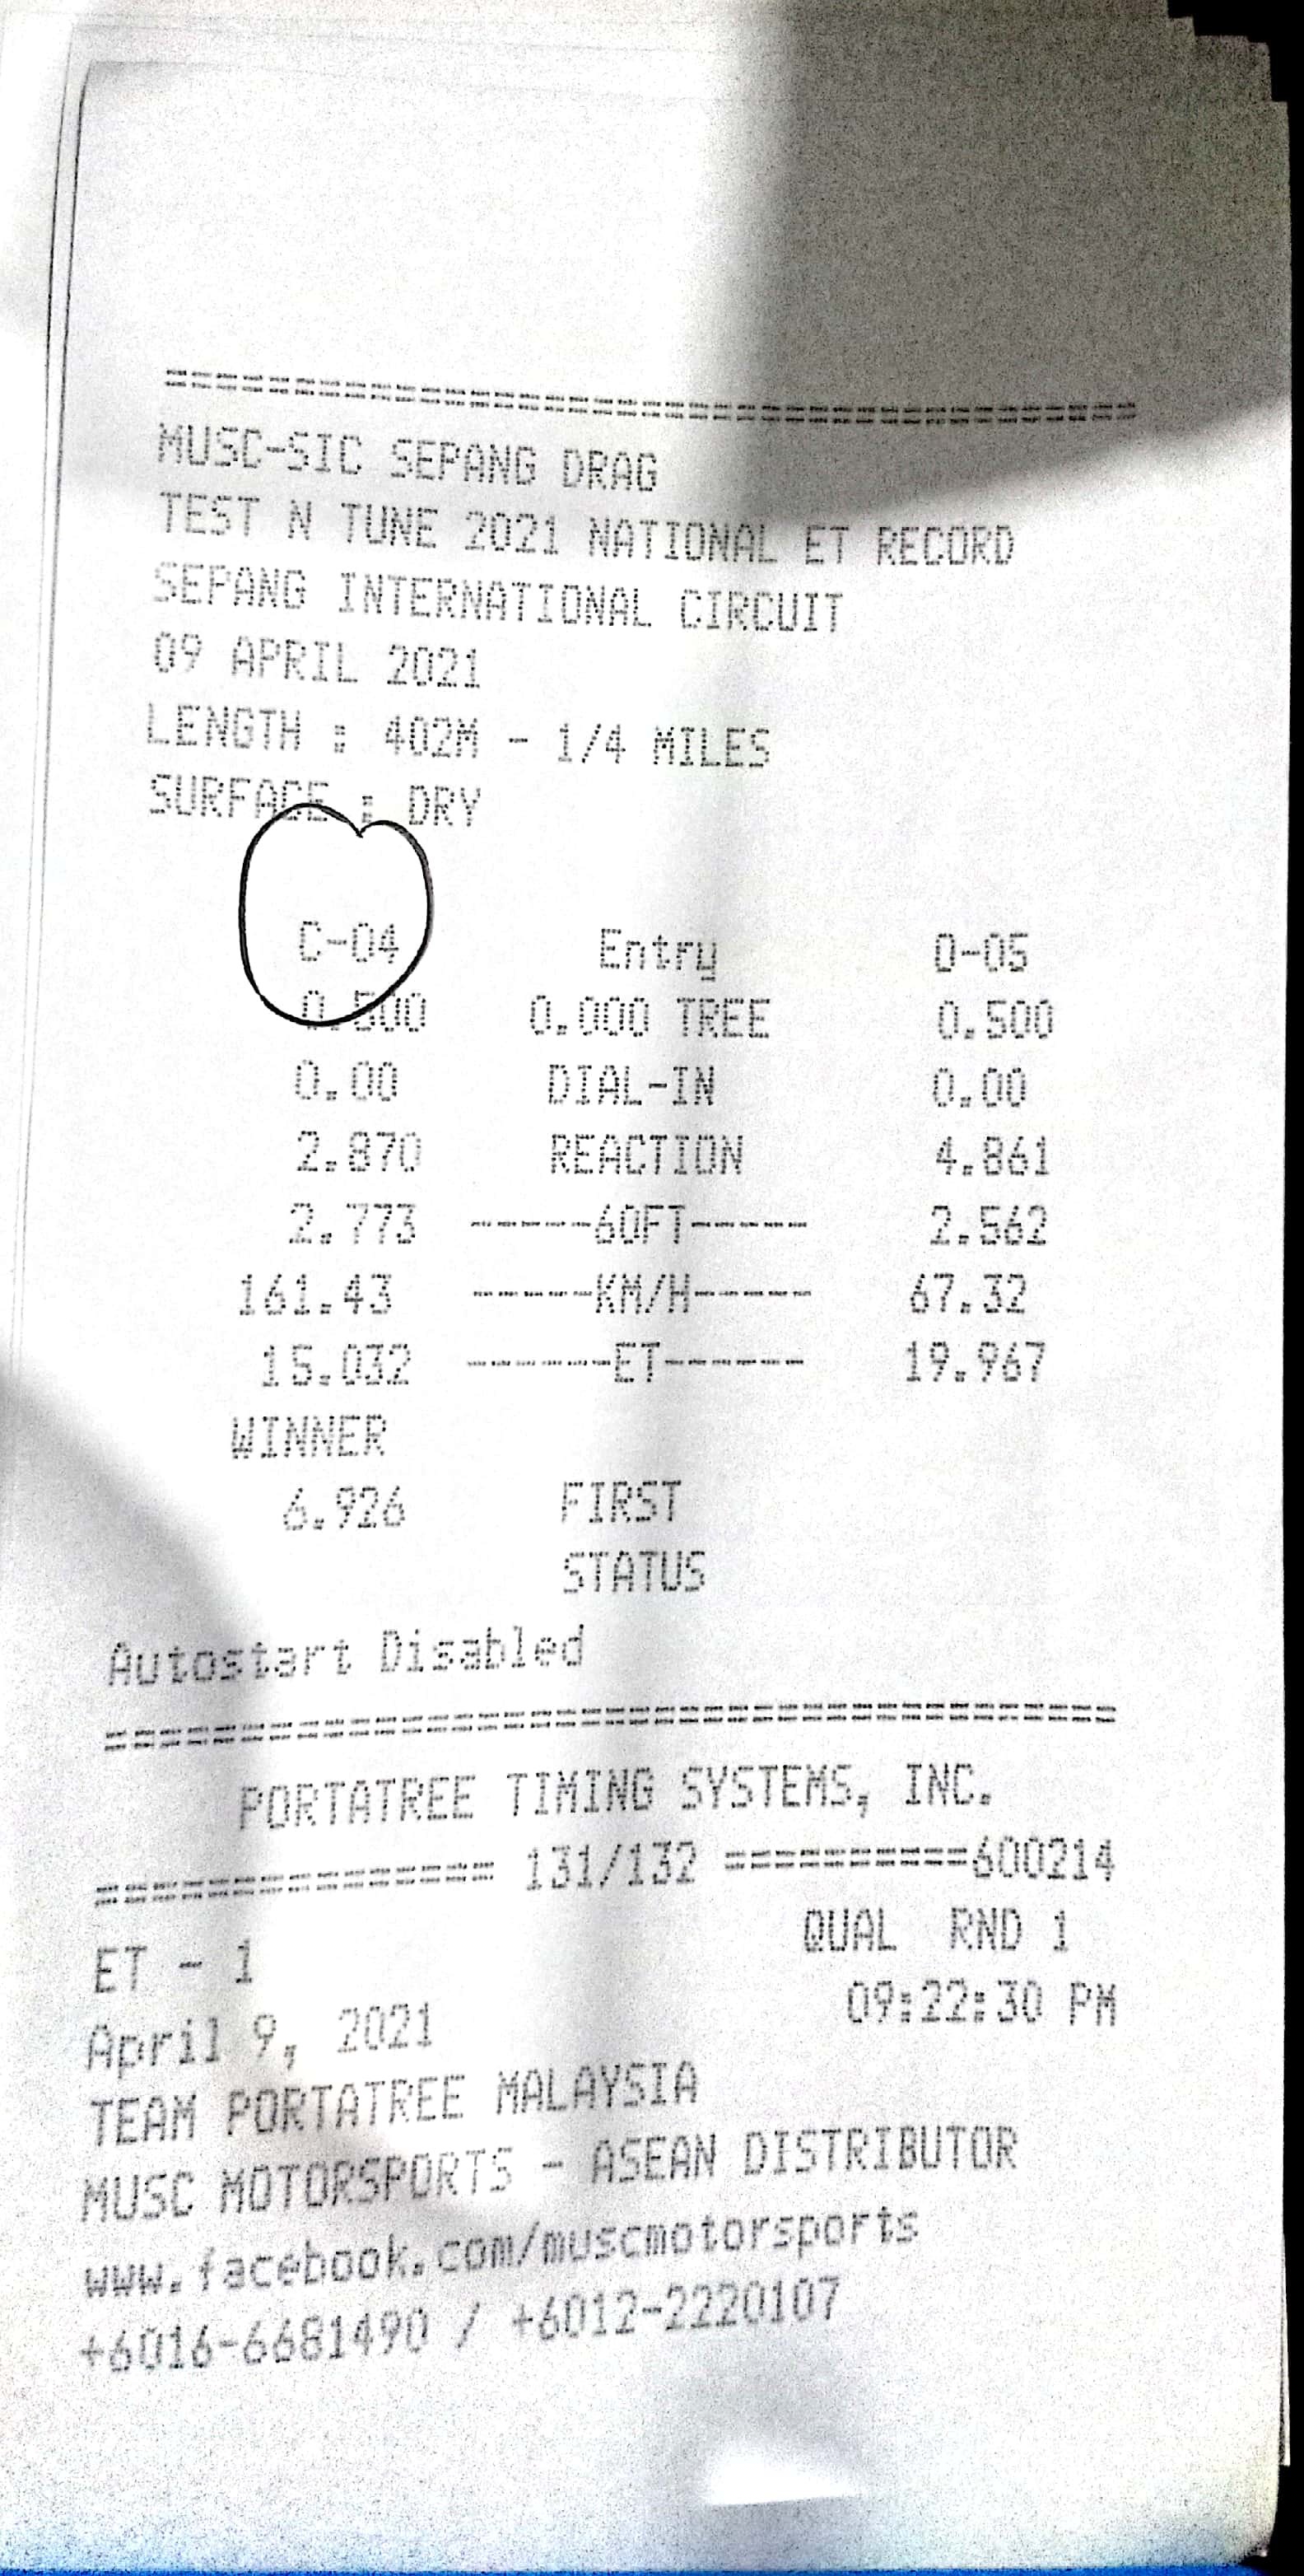 MUSC-SIC SEPANG DRAG
TEST N TUNE 2021 NATIONAL ET RECORD
SEPANG INTERNATIONAL CIRCUIT
09 APRIL 2021
LENGTH : 402M - 1/4 MILES
SURFACE : DRY
C-04 Entry D-05
0.500 0.000 TREE 0.500
0.00 DIAL-IN 0.00
2.870 REACTION 4.861
2.773 -----60FT----- 2.562
161.43 -----KM/H----- 67.32
15.032 ------ET------ 19.967
WINNER
6.926 FIRST
STATUS
Autostart Disabled
PORTATREE TIMING SYSTEMS, INC.
================ 131/132 ==========600214
ET - 1 QUAL RND 1
April 9, 2021 09:22:30 PM
TEAM PORTATREE MALAYSIA
MUSC MOTORSPORTS - ASEAN DISTRIBUTOR
www.facebook.com/muscmotorsports
+6016-6681490 / +6012-2220107